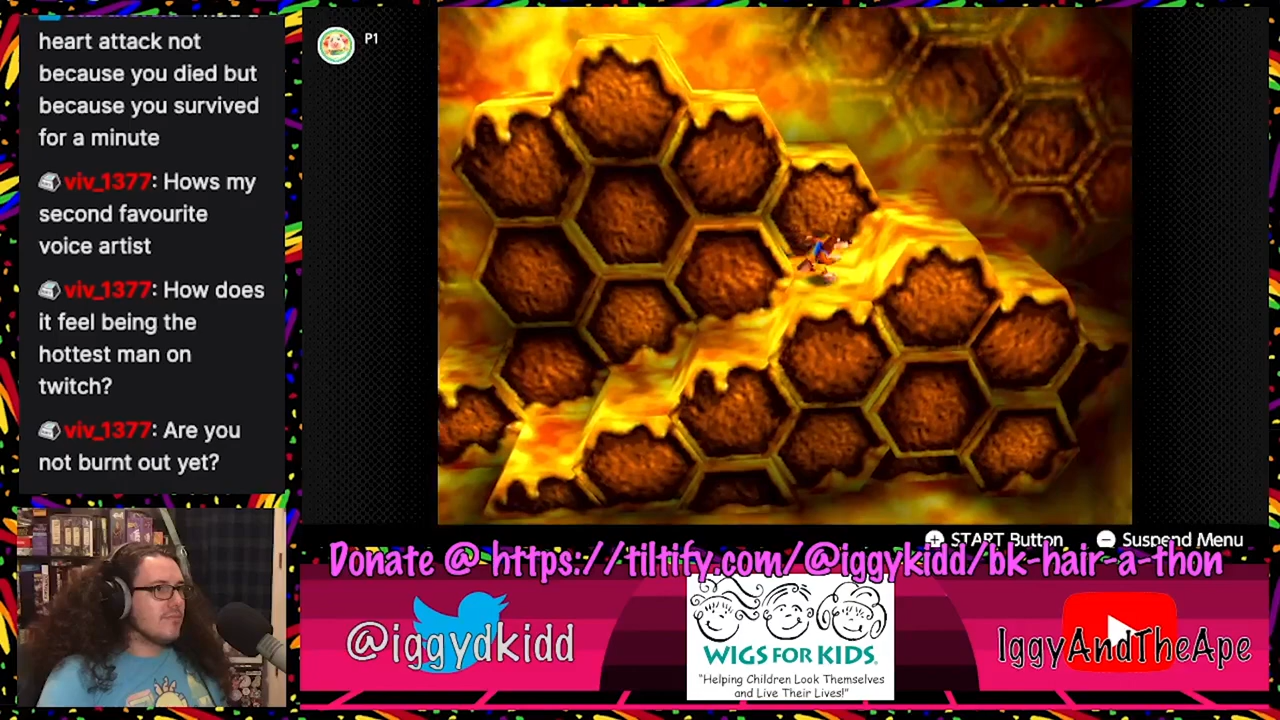 heart attack not
because you died but
because you survived
for a minute
viv_1377: Hows my
second favourite
voice artist
viv_1377: How does
it feel being the
hottest man on
twitch?
viv_1377: Are you
not burnt out yet?
P1
START Button
Suspend Menu
Donate @ https://tiltify.com/@iggykidd/bk-hair-a-thon
@iggydkidd
WIGS FOR KIDS.
"Helping Children Look Themselves
and Live Their Lives!"
IggyAndTheApe